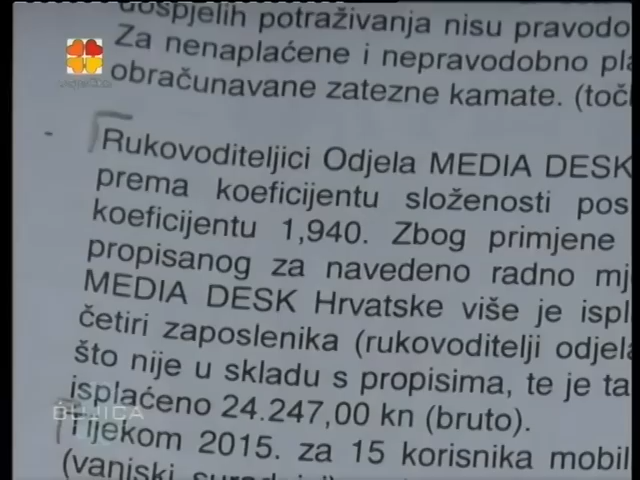 dospjelih potraživanja nisu pravodo
Za nenaplaćene i nepravodobno pla
obračunavane zatezne kamate. (toč
- Rukovoditeljici Odjela MEDIA DESK
prema koeficijentu složenosti pos
koeficijentu 1,940. Zbog primjene
propisanog za navedeno radno mj
MEDIA DESK Hrvatske više je ispl
četiri zaposlenika (rukovoditelji odjela
što nije u skladu s propisima, te je ta
isplaćeno 24.247,00 kn (bruto).
BUJICA
Tijekom 2015. za 15 korisnika mobil
(vanjski